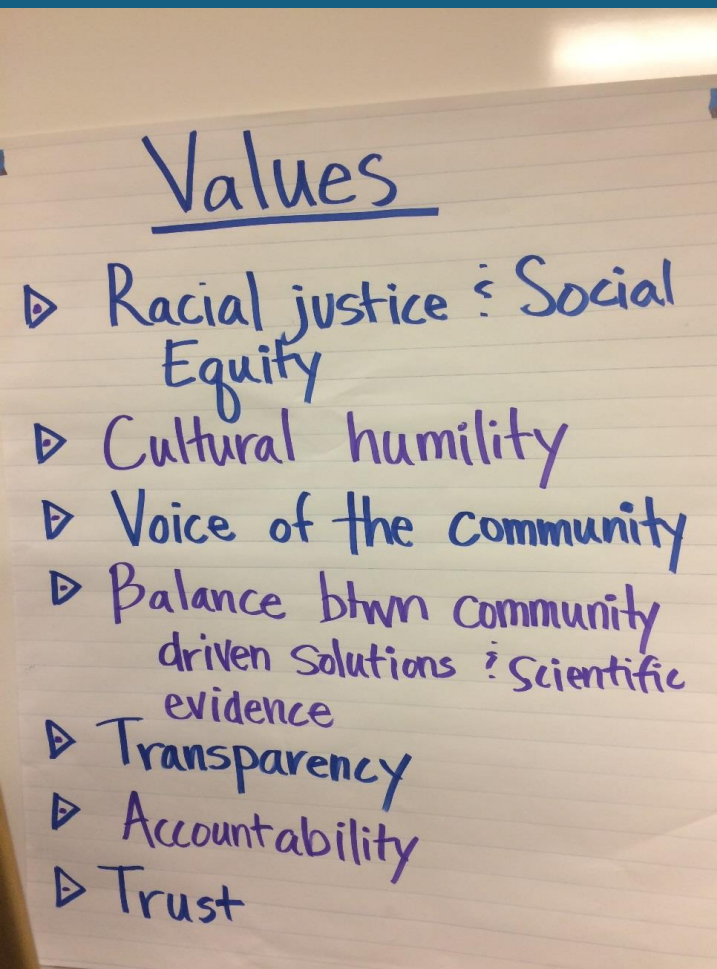 Values
Racial justice & Social
Equity
Cultural humility
Voice of the community
Balance btwn community
driven solutions & Scientific
evidence
Transparency
Accountability
Trust